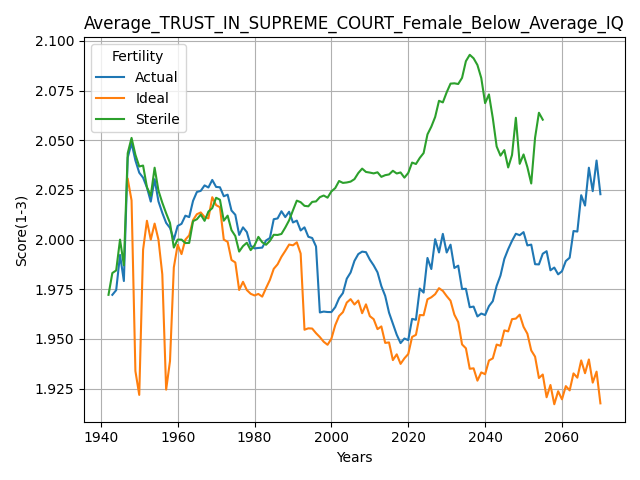 Average_TRUST_IN_SUPREME_COURT_Female_Below_Average_IQ
2.100
2.075
2.050
2.025
2.000
1.975
1.950
1.925
Score(1-3)
Fertility
Actual
Ideal
Sterile
1940
1960
1980
2000
2020
2040
2060
Years